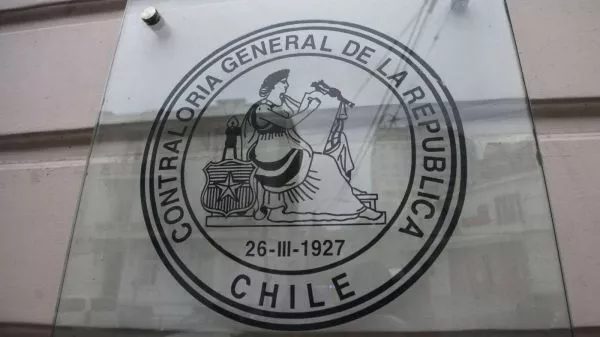 CONTRALORIA GENERAL DE LA REPUBLICA
26-III-1927
CHILE